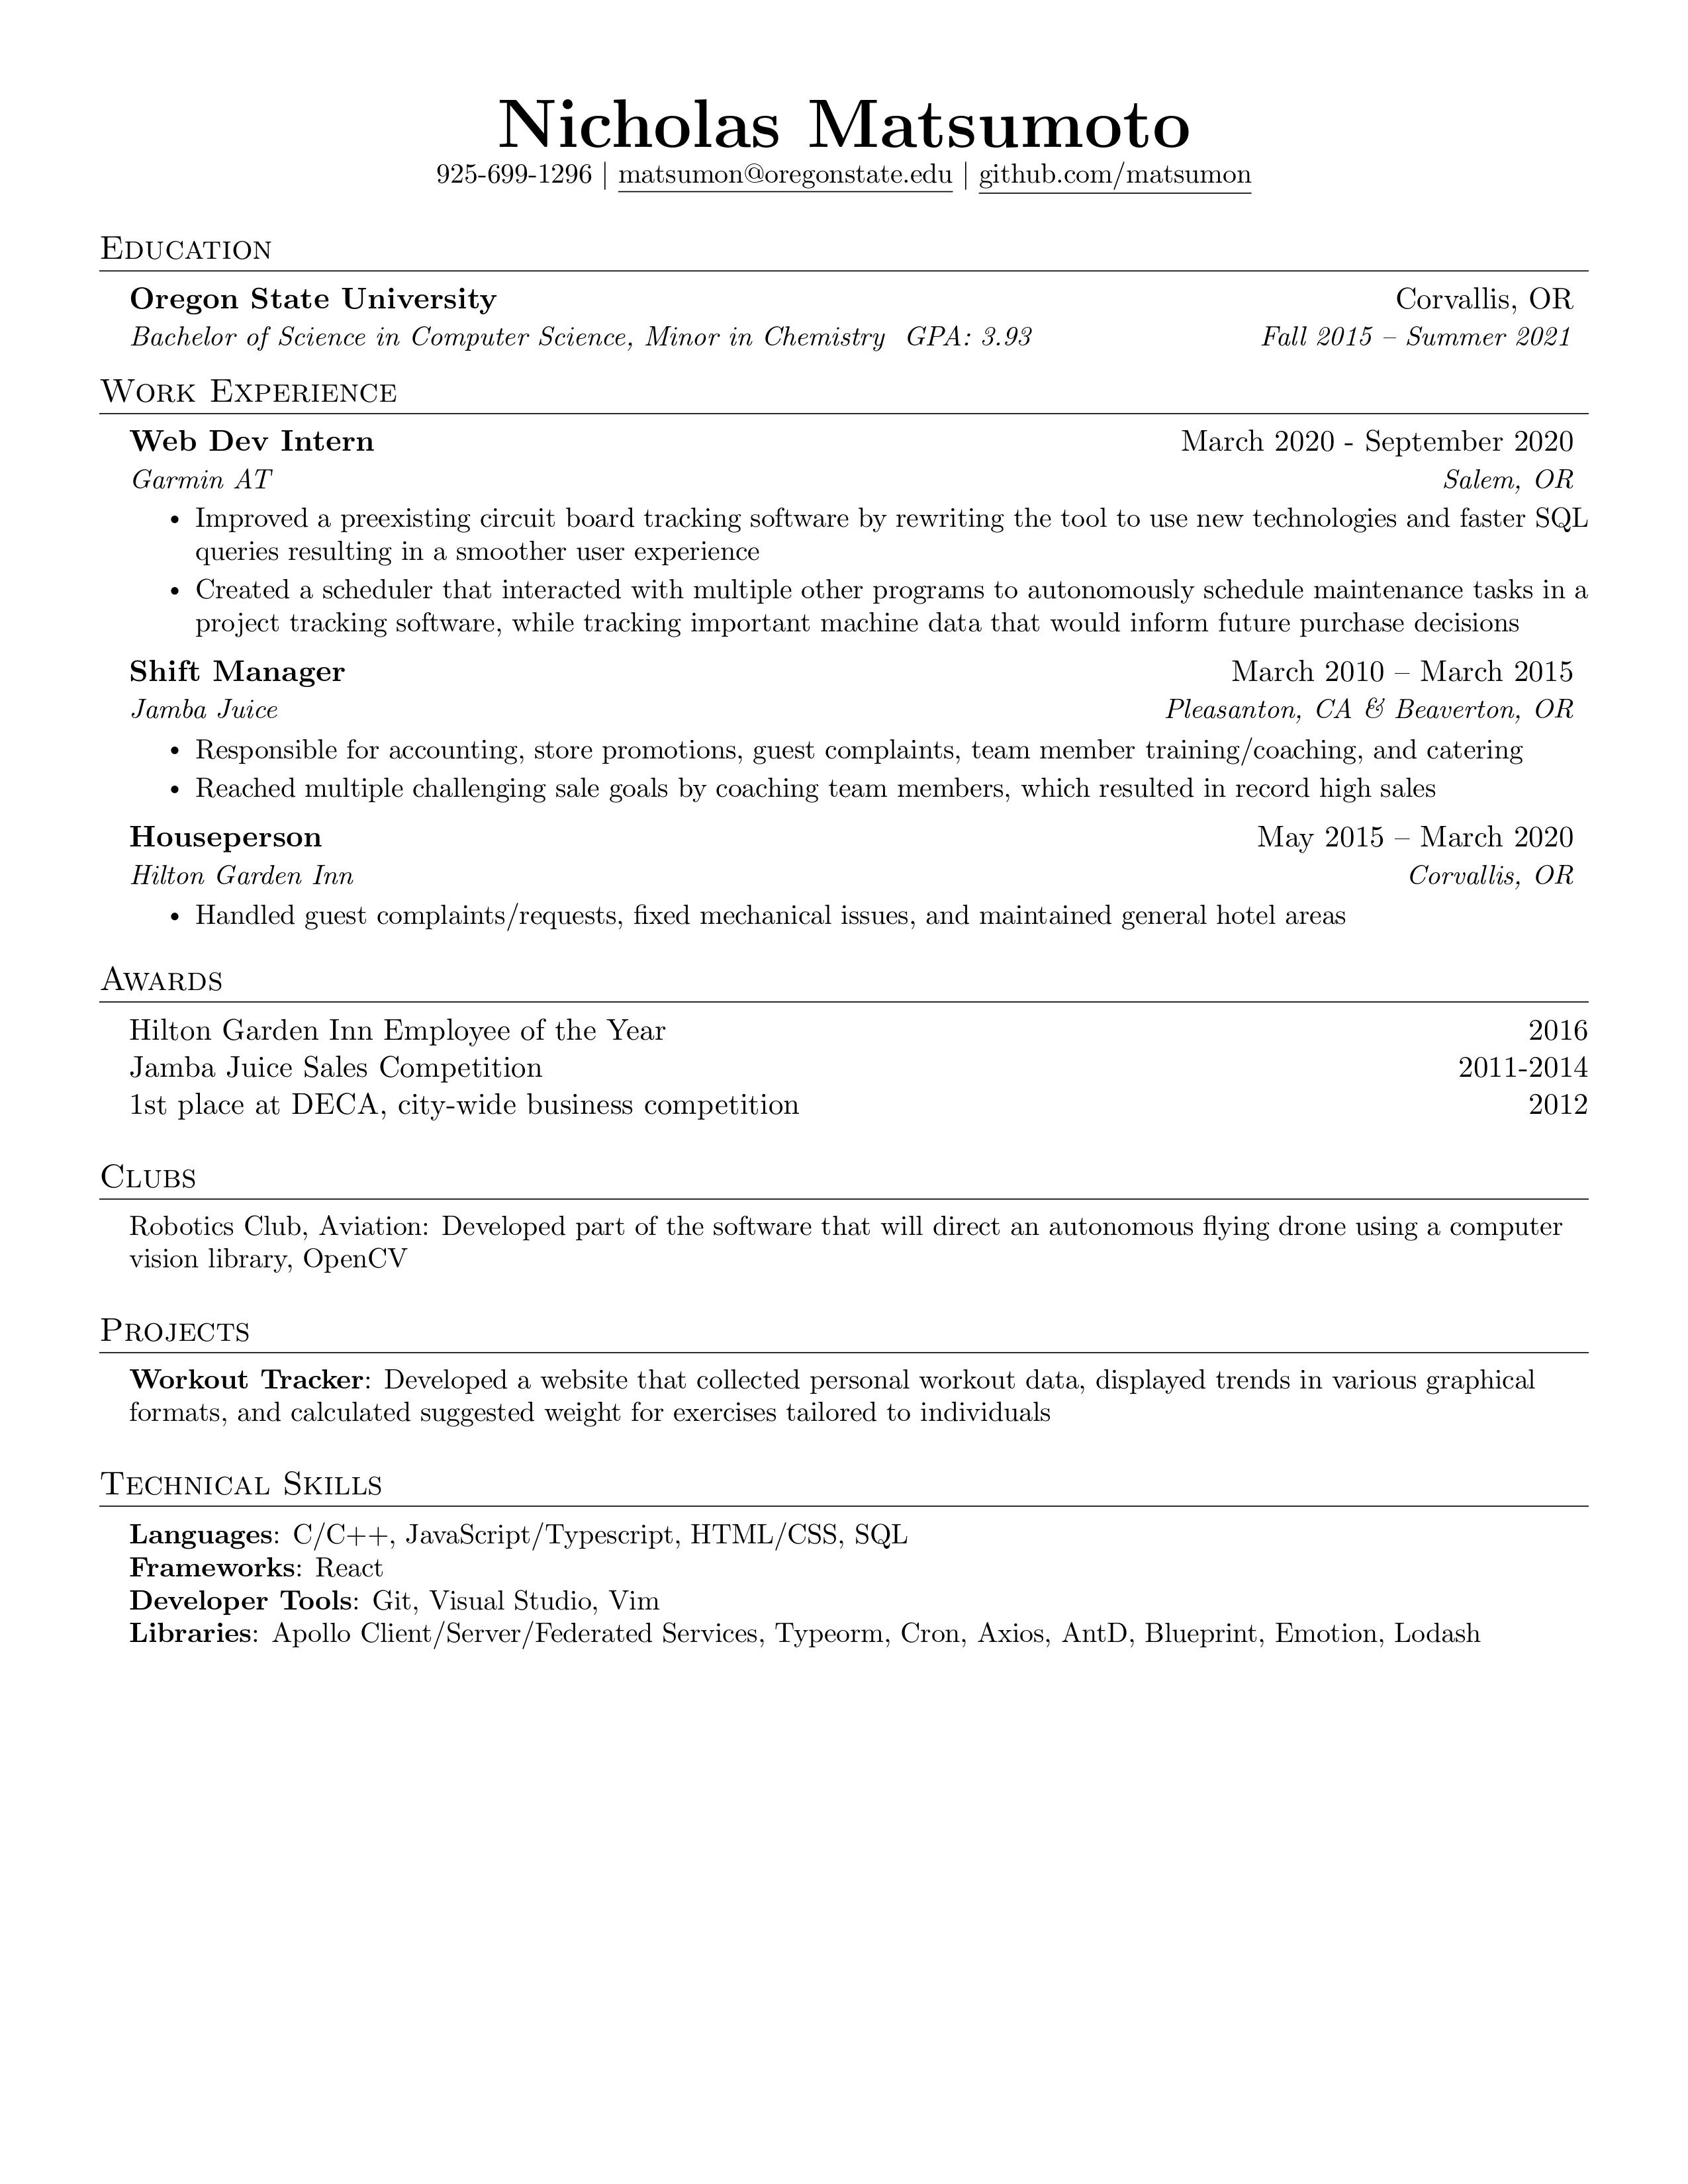 Nicholas Matsumoto
925-699-1296 | matsumon@oregonstate.edu | github.com/matsumon
Education
Oregon State University Corvallis, OR
Bachelor of Science in Computer Science, Minor in Chemistry GPA: 3.93 Fall 2015 – Summer 2021
Work Experience
Web Dev Intern March 2020 - September 2020
Garmin AT Salem, OR
• Improved a preexisting circuit board tracking software by rewriting the tool to use new technologies and faster SQL
queries resulting in a smoother user experience
• Created a scheduler that interacted with multiple other programs to autonomously schedule maintenance tasks in a
project tracking software, while tracking important machine data that would inform future purchase decisions
Shift Manager March 2010 – March 2015
Jamba Juice Pleasanton, CA & Beaverton, OR
• Responsible for accounting, store promotions, guest complaints, team member training/coaching, and catering
• Reached multiple challenging sale goals by coaching team members, which resulted in record high sales
Houseperson May 2015 – March 2020
Hilton Garden Inn Corvallis, OR
• Handled guest complaints/requests, fixed mechanical issues, and maintained general hotel areas
Awards
Hilton Garden Inn Employee of the Year 2016
Jamba Juice Sales Competition 2011-2014
1st place at DECA, city-wide business competition 2012
Clubs
Robotics Club, Aviation: Developed part of the software that will direct an autonomous flying drone using a computer
vision library, OpenCV
Projects
Workout Tracker: Developed a website that collected personal workout data, displayed trends in various graphical
formats, and calculated suggested weight for exercises tailored to individuals
Technical Skills
Languages: C/C++, JavaScript/Typescript, HTML/CSS, SQL
Frameworks: React
Developer Tools: Git, Visual Studio, Vim
Libraries: Apollo Client/Server/Federated Services, Typeorm, Cron, Axios, AntD, Blueprint, Emotion, Lodash